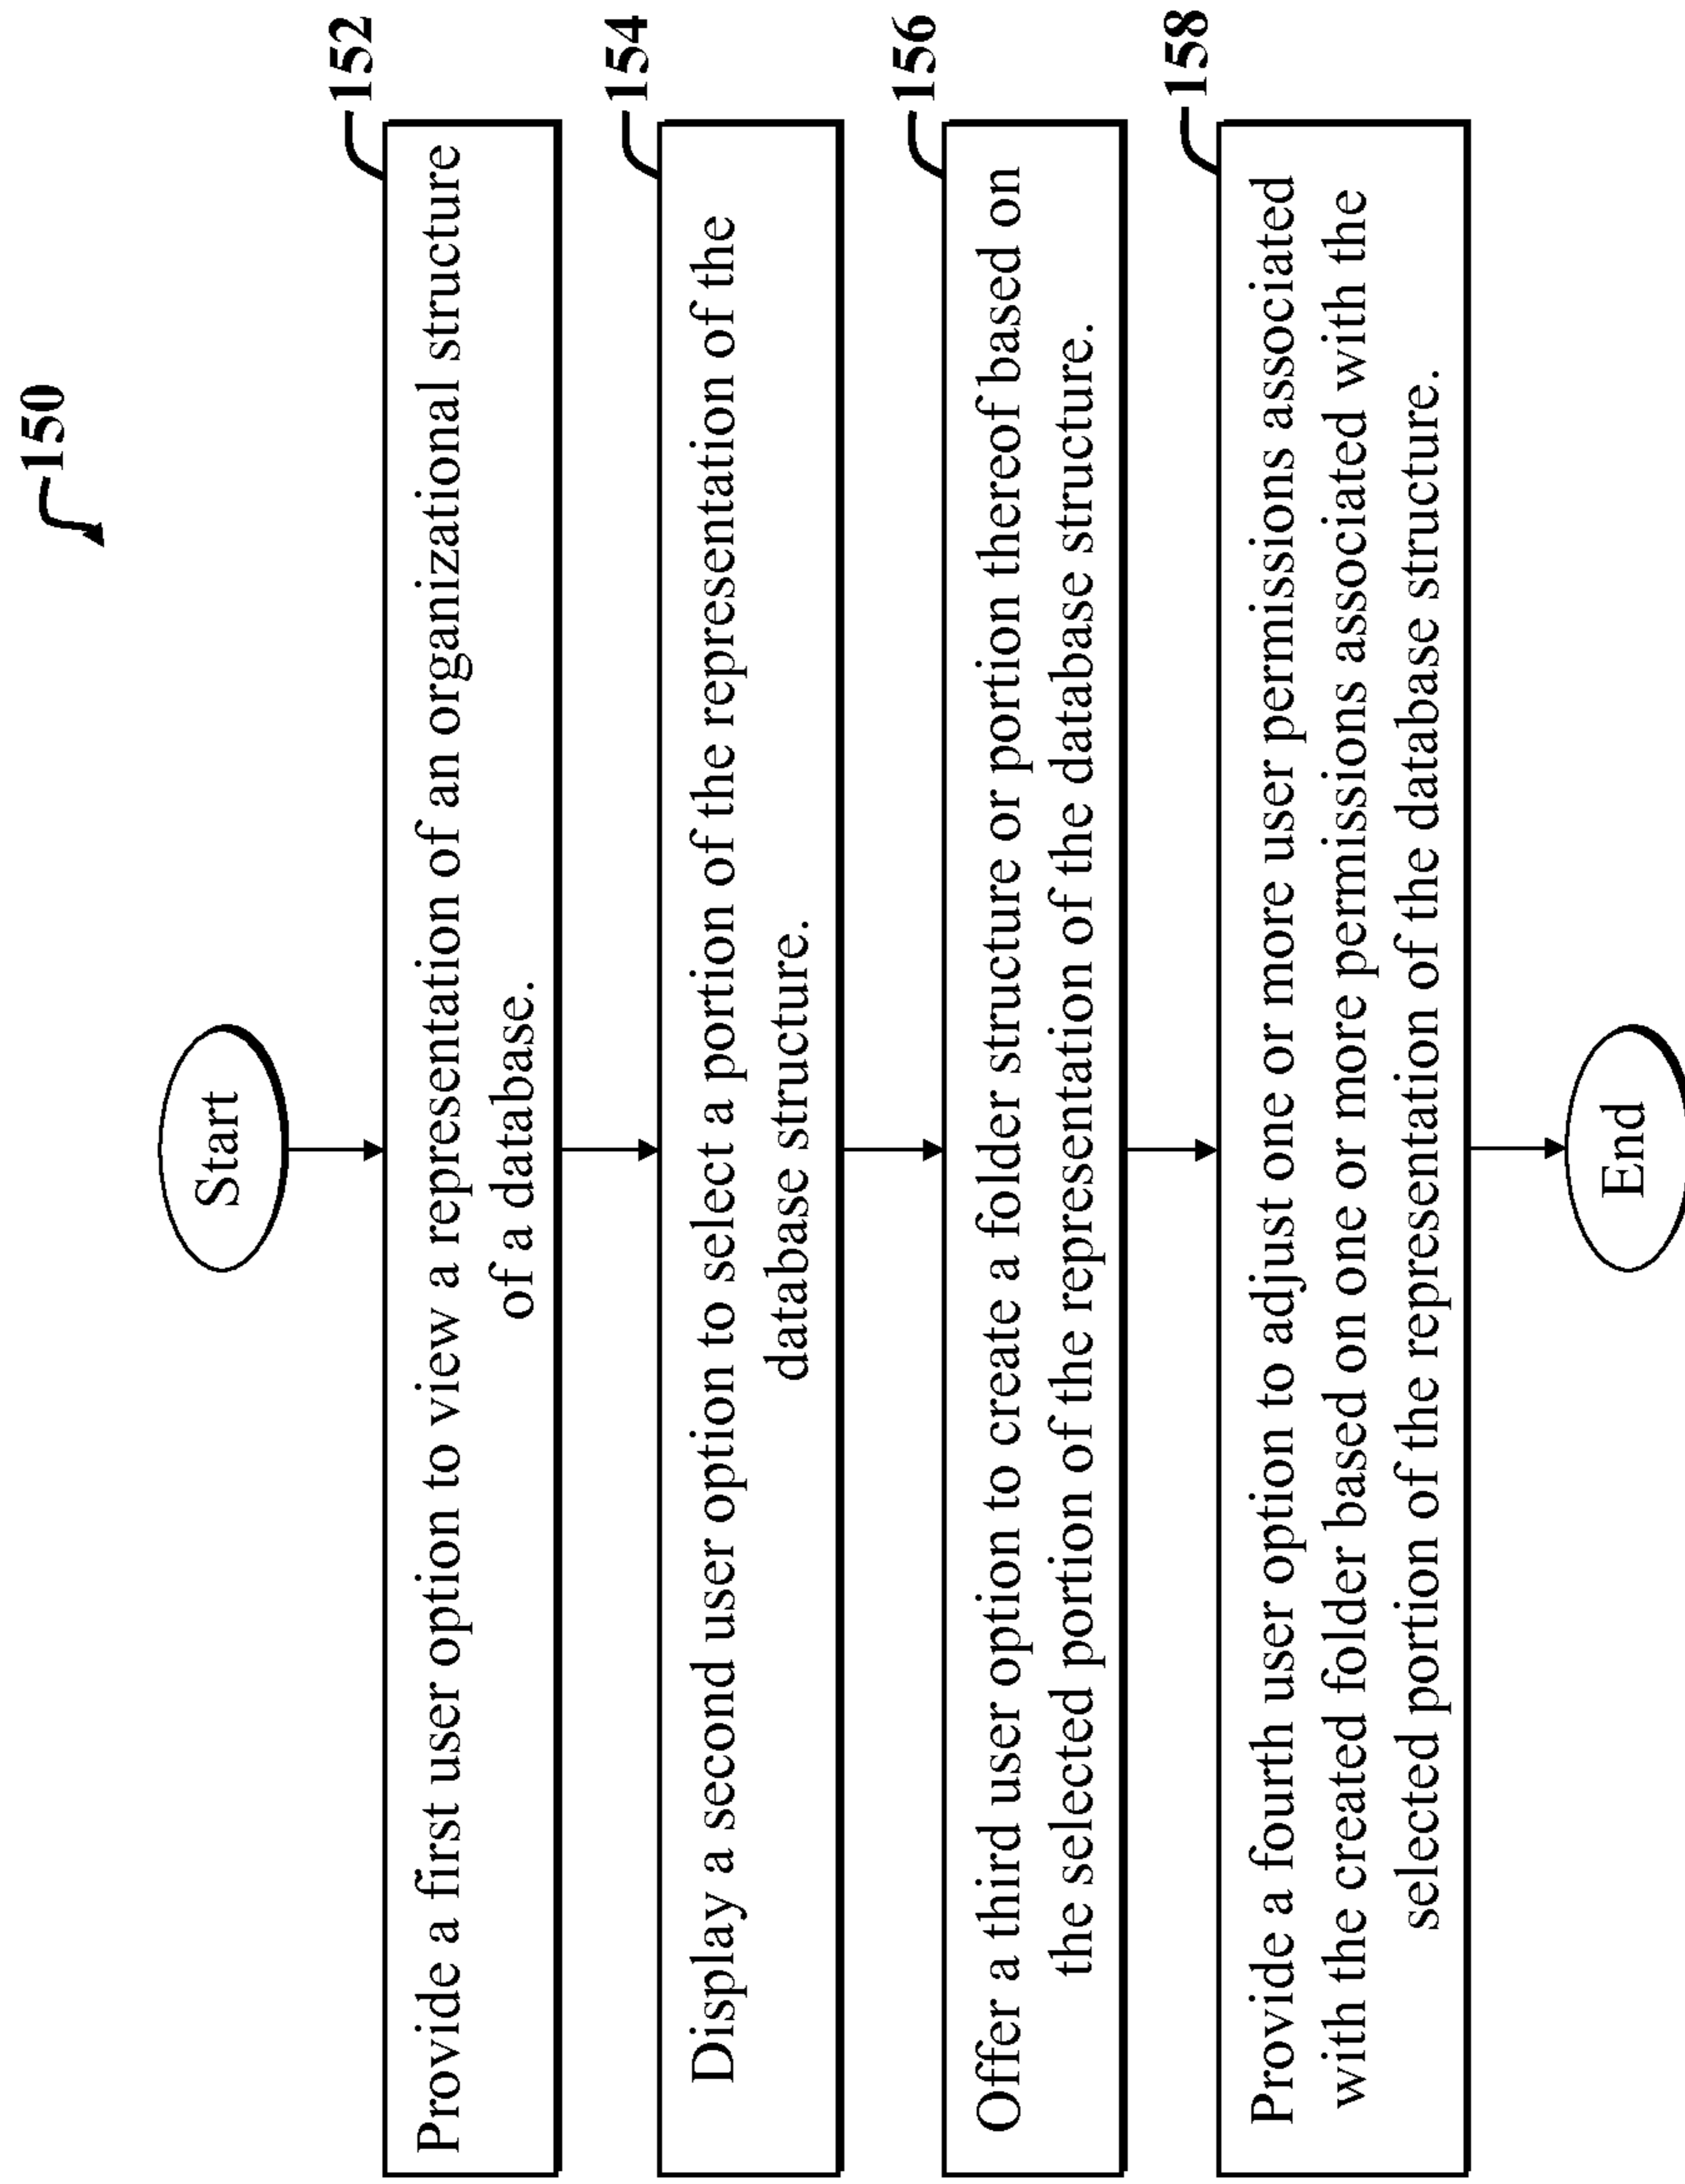 150
Start
152
Provide a first user option to view a representation of an organizational structure
of a database.
154
Display a second user option to select a portion of the representation of the
database structure.
156
Offer a third user option to create a folder structure or portion thereof based on
the selected portion of the representation of the database structure.
158
Provide a fourth user option to adjust one or more user permissions associated
with the created folder based on one or more permissions associated with the
selected portion of the representation of the database structure.
End